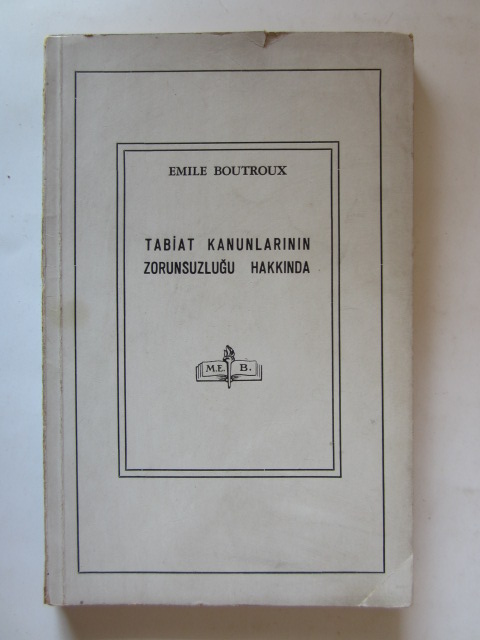 EMILE BOUTROUX
TABİAT KANUNLARININ
ZORUNSUZLUĞU HAKKINDA
M.E. B.